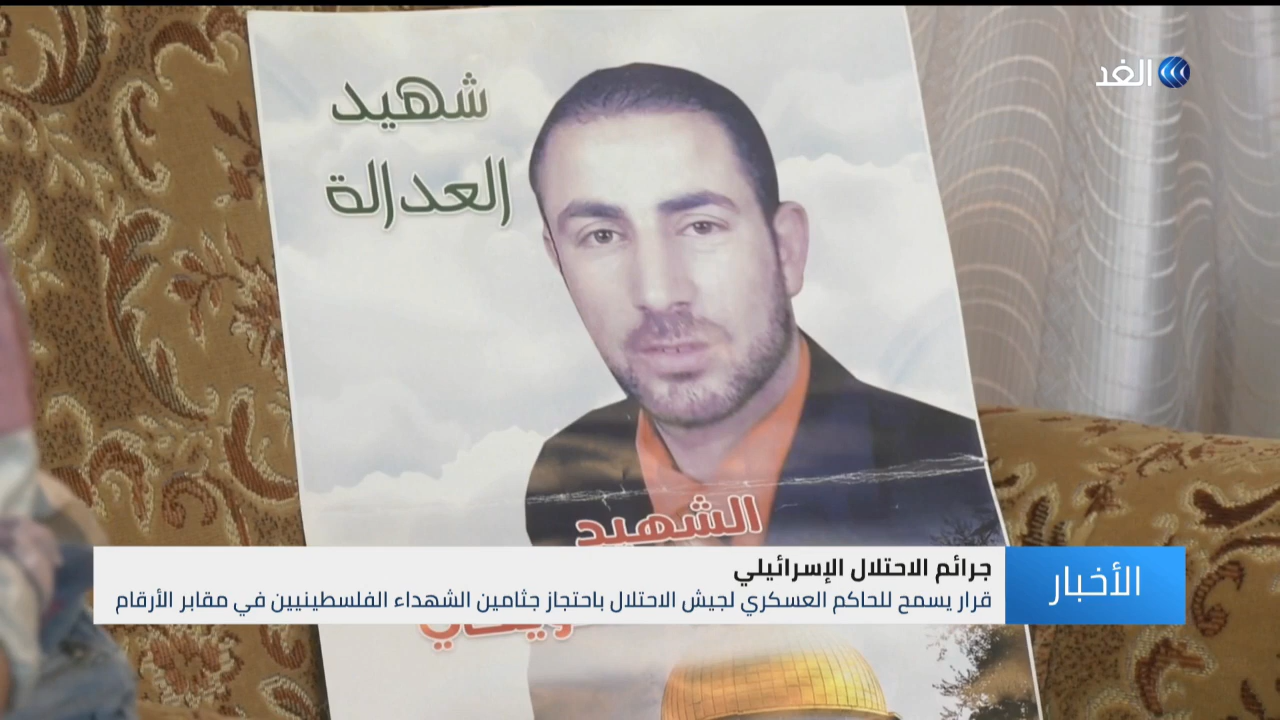 الغد
شهيد
العدالة
الشهيد
الأخبار
جرائم الاحتلال الإسرائيلي
قرار يسمح للحاكم العسكري لجيش الاحتلال باحتجاز جثامين الشهداء الفلسطينيين في مقابر الأرقام